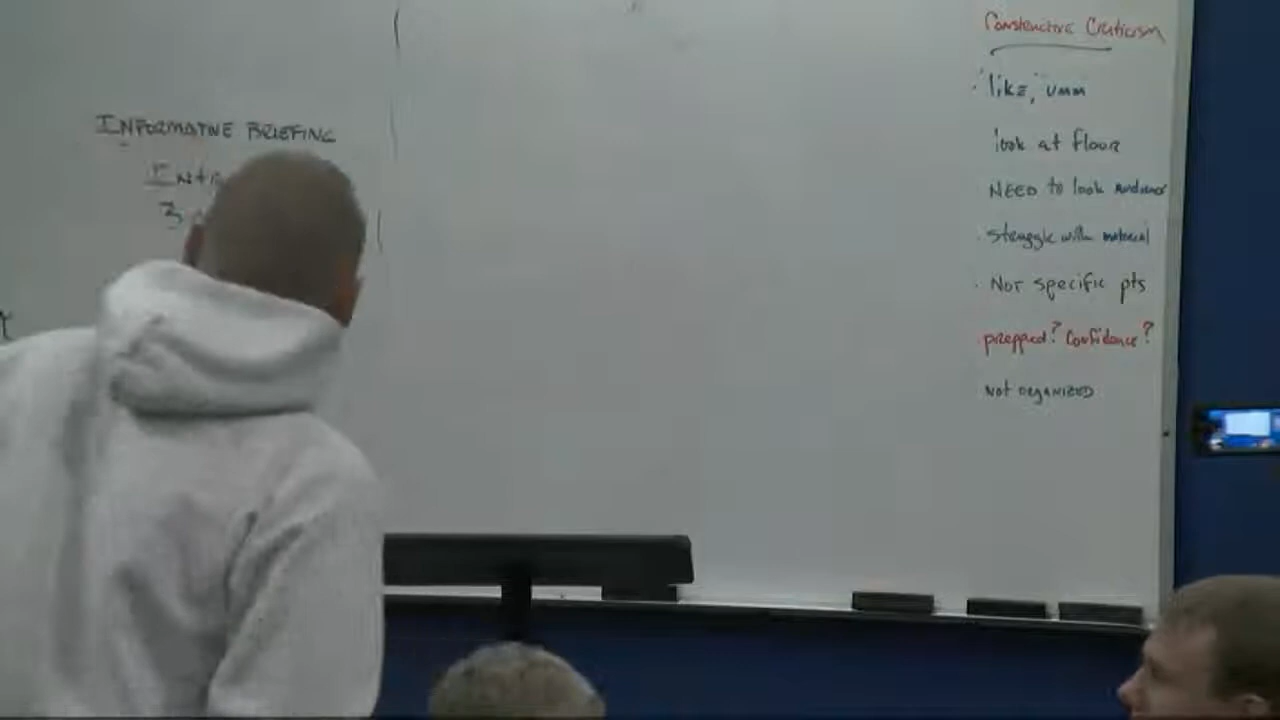 INFORMATIVE BRIEFING
3
Constructive Criticism
"like," umm
look at floor
NEED to look Audience
· struggle with material
· Not specific pts
prepped? Confidence?
Not ORGANIZED